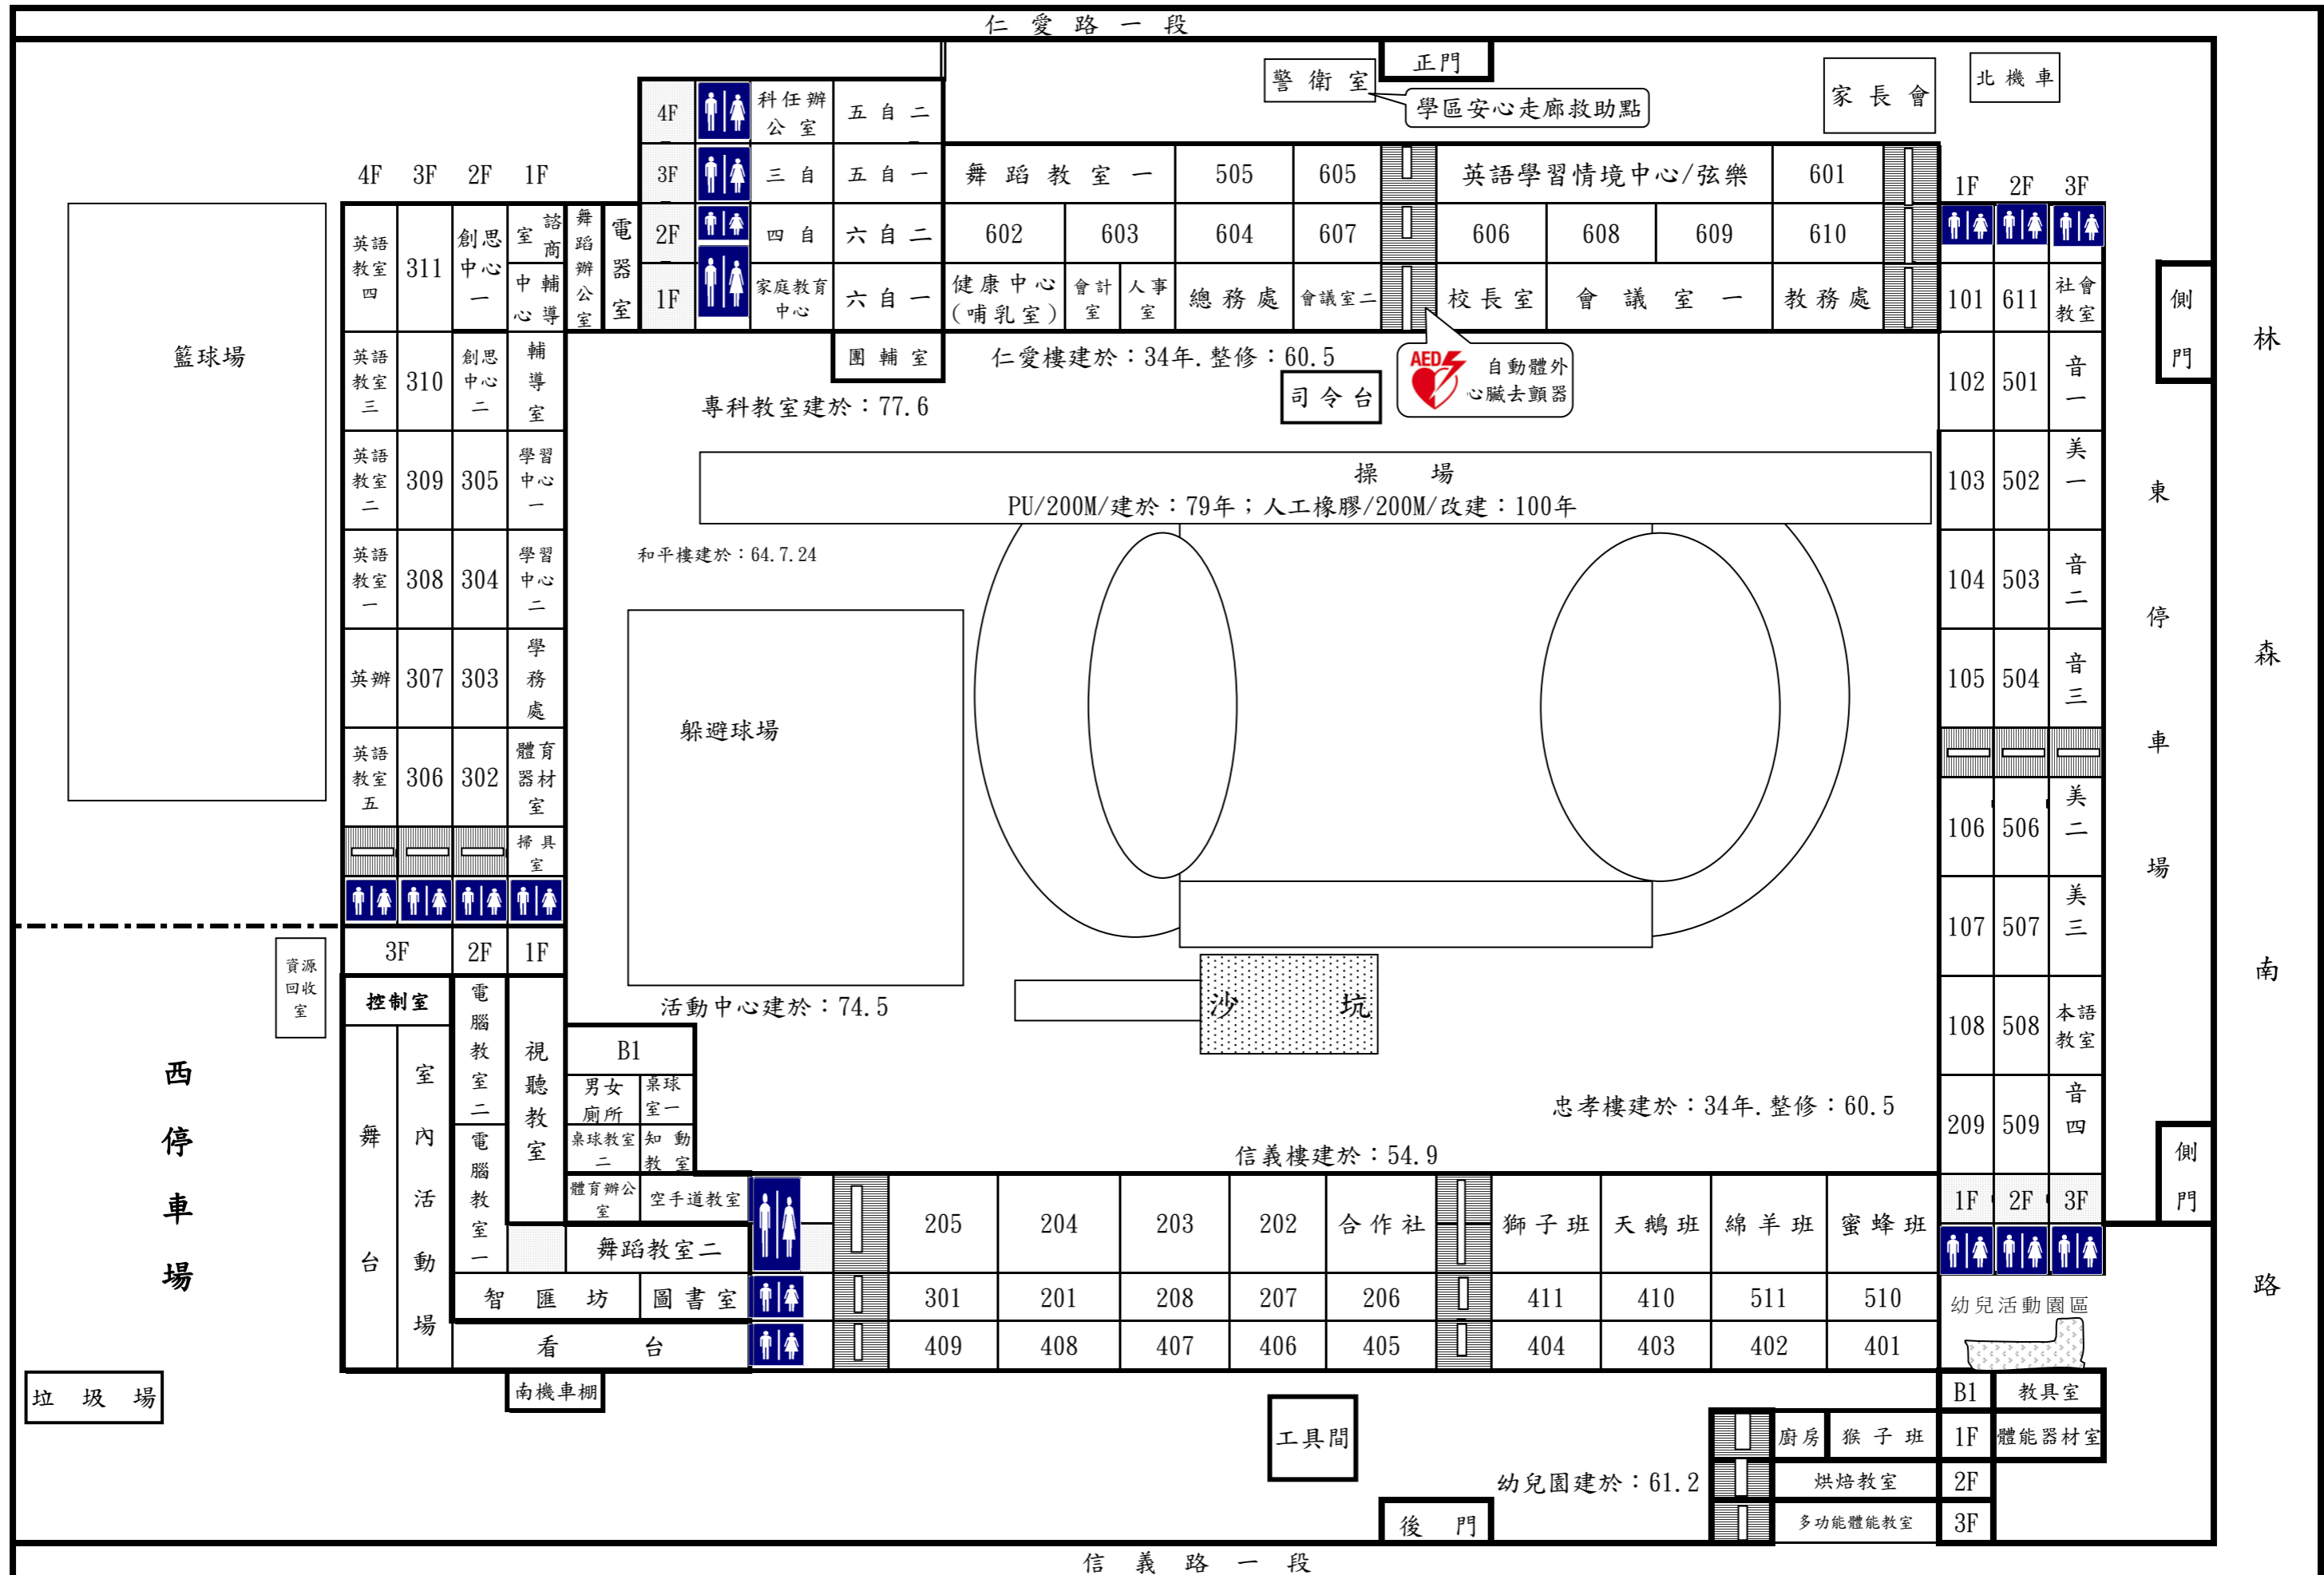 仁愛路一段
正門
警衛室
學區安心走廊救助點
家長會
北機車
4F
科任辦公室
五自二
3F
三自
五自一
舞蹈教室一
505
605
英語學習情境中心/弦樂
601
2F
四自
六自二
602
603
604
607
606
608
609
610
1F
家庭教育中心
六自一
健康中心
(哺乳室)
會計室
人事室
總務處
會議室二
校長室
會議室一
教務處
團輔室
仁愛樓建於：34年.整修：60.5
AED
自動體外
心臟去顫器
司令台
專科教室建於：77.6
4F 3F 2F 1F
籃球場
英語教室四
311
創思中心一
諮商室
輔導中心
舞蹈辦公室
電器室
英語教室三
310
創思中心二
輔導室
英語教室二
309
305
學習中心一
英語教室一
308
304
學習中心二
英辦
307
303
學務處
英語教室五
306
302
體育器材室
掃具室
操場
PU/200M/建於：79年；人工橡膠/200M/改建：100年
和平樓建於：64.7.24
躲避球場
活動中心建於：74.5
沙坑
忠孝樓建於：34年.整修：60.5
信義樓建於：54.9
1F 2F 3F
101
611
社會教室
102
501
音一
103
502
美一
104
503
音二
105
504
音三
106
506
美二
107
507
美三
108
508
本語教室
209
509
音四
1F 2F 3F
側門
東停車場
側門
林森南路
資源回收室
西停車場
垃圾場
3F 2F 1F
控制室
舞台
室內活動場
電腦教室二
電腦教室一
視聽教室
B1
男女廁所
桌球室一
桌球教室二
知動教室
體育辦公室
空手道教室
舞蹈教室二
智匯坊
圖書室
看台
南機車棚
205
204
203
202
合作社
獅子班
天鵝班
綿羊班
蜜蜂班
301
201
208
207
206
411
410
511
510
409
408
407
406
405
404
403
402
401
幼兒活動園區
B1
教具室
廚房
猴子班
1F
體能器材室
烘焙教室
2F
多功能體能教室
3F
幼兒園建於：61.2
工具間
後門
信義路一段